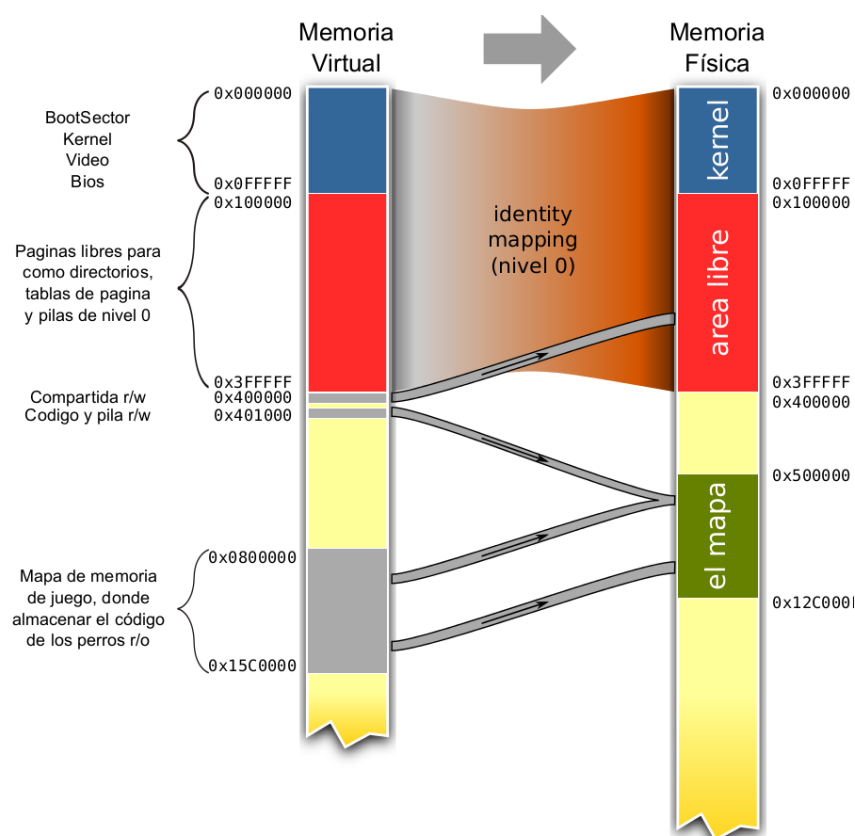 Memoria
Virtual
Memoria
Física
BootSector
Kernel
Video
Bios
0x000000
0x0FFFFF
0x100000
Paginas libres para
como directorios,
tablas de pagina
y pilas de nivel 0
0x3FFFFF
Compartida r/w
0x400000
Codigo y pila r/w
0x401000
0x0800000
Mapa de memoria
de juego, donde
almacenar el código
de los perros r/o
0x15C0000
identity
mapping
(nivel 0)
kernel
area libre
el mapa
0x000000
0x0FFFFF
0x100000
0x3FFFFF
0x400000
0x500000
0x12C000